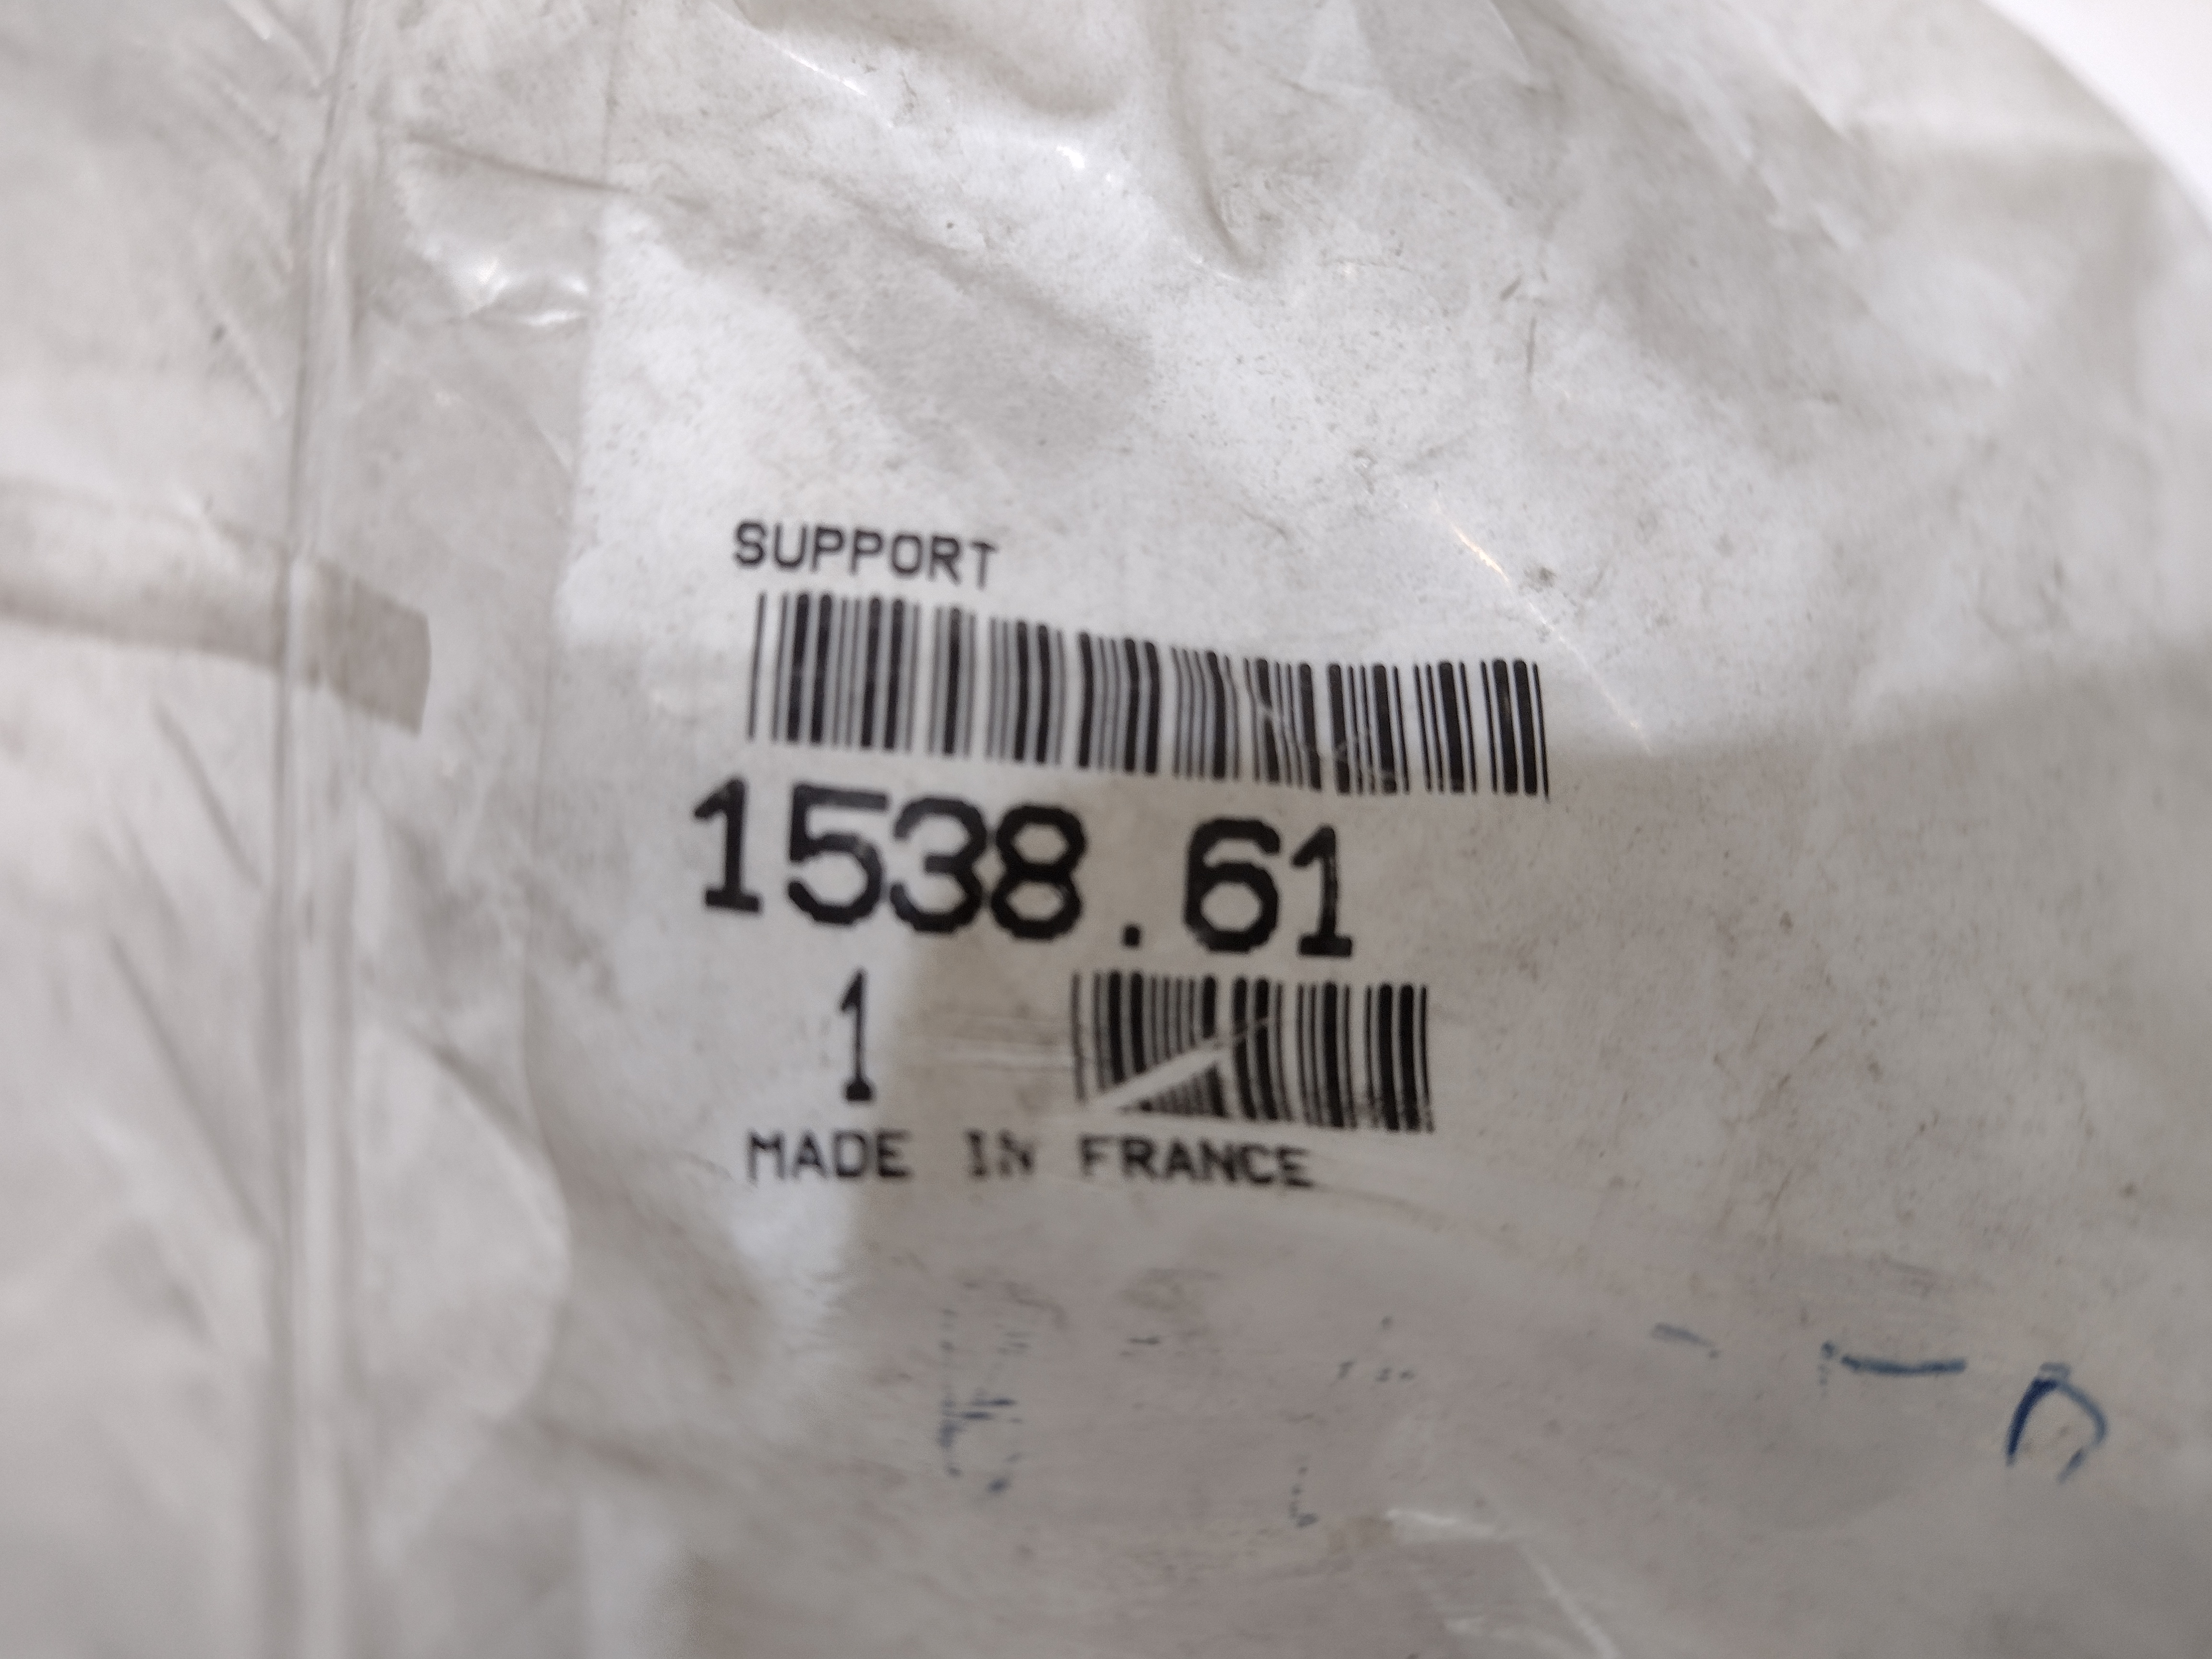 SUPPORT
1538.61
1
MADE IN FRANCE